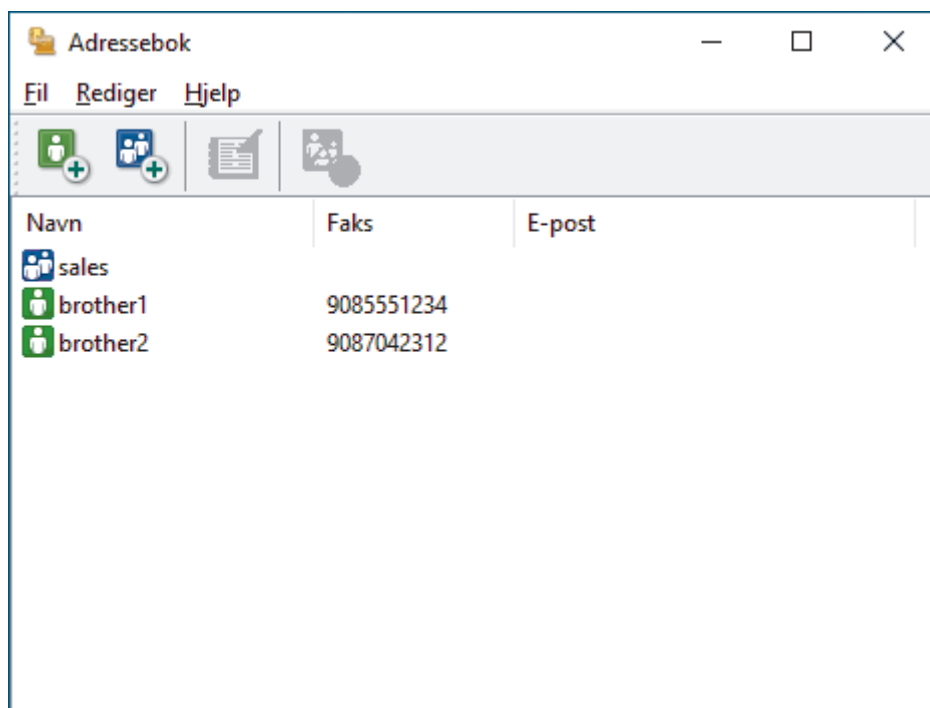 Adressebok
Fil Rediger Hjelp
Navn Faks E-post
sales
brother1 9085551234
brother2 9087042312